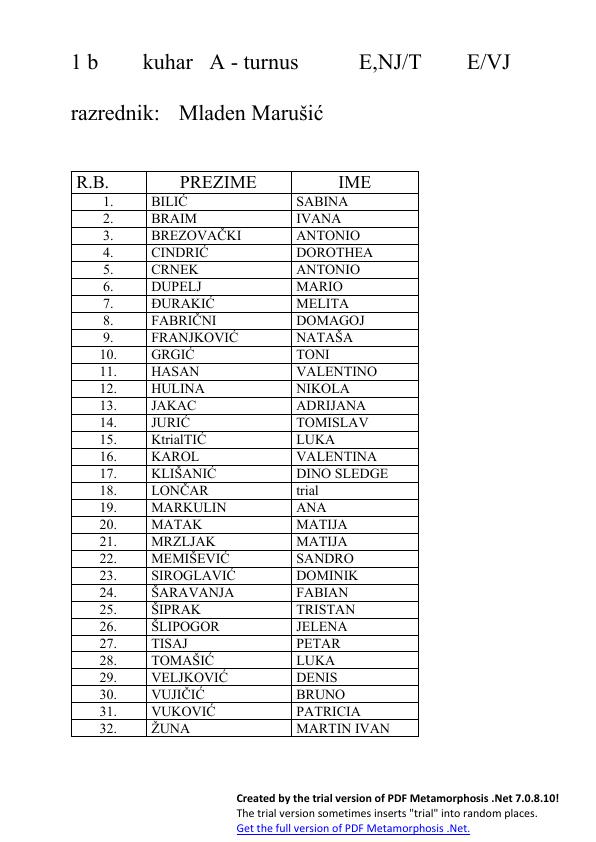 1 b kuhar A - turnus E,NJ/T E/VJ
razrednik: Mladen Marušić
R.B. PREZIME IME
1. BILIĆ SABINA
2. BRAIM IVANA
3. BREZOVAČKI ANTONIO
4. CINDRIĆ DOROTHEA
5. CRNEK ANTONIO
6. DUPELJ MARIO
7. ĐURAKIĆ MELITA
8. FABRIČNI DOMAGOJ
9. FRANJKOVIĆ NATAŠA
10. GRGIĆ TONI
11. HASAN VALENTINO
12. HULINA NIKOLA
13. JAKAC ADRIJANA
14. JURIĆ TOMISLAV
15. KtrialTIĆ LUKA
16. KAROL VALENTINA
17. KLIŠANIĆ DINO SLEDGE
18. LONČAR trial
19. MARKULIN ANA
20. MATAK MATIJA
21. MRZLJAK MATIJA
22. MEMIŠEVIĆ SANDRO
23. SIROGLAVIĆ DOMINIK
24. ŠARAVANJA FABIAN
25. ŠIPRAK TRISTAN
26. ŠLIPOGOR JELENA
27. TISAJ PETAR
28. TOMAŠIĆ LUKA
29. VELJKOVIĆ DENIS
30. VUJIČIĆ BRUNO
31. VUKOVIĆ PATRICIA
32. ŽUNA MARTIN IVAN
Created by the trial version of PDF Metamorphosis .Net 7.0.8.10!
The trial version sometimes inserts "trial" into random places.
Get the full version of PDF Metamorphosis .Net.